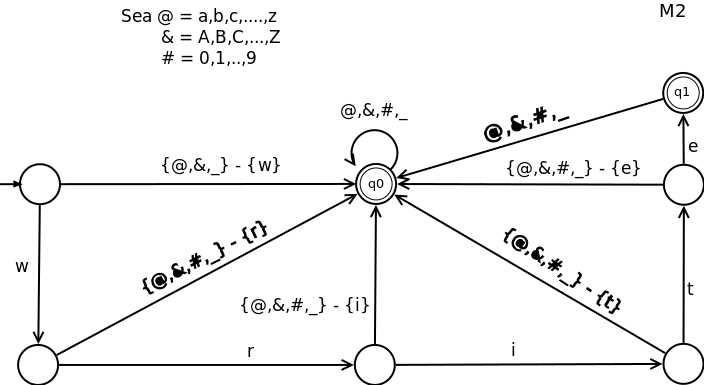 M2
Sea @ = a,b,c,....,z
& = A,B,C,...,Z
# = 0,1,..,9
@,&,#,_
@,&,#,_
q1
e
{@,&,_} - {w}
{@,&,#,_} - {e}
q0
w
{@,&,#,_} - {r}
{@,&,#,_} - {i}
{@,&,#,_} - {t}
t
r
i